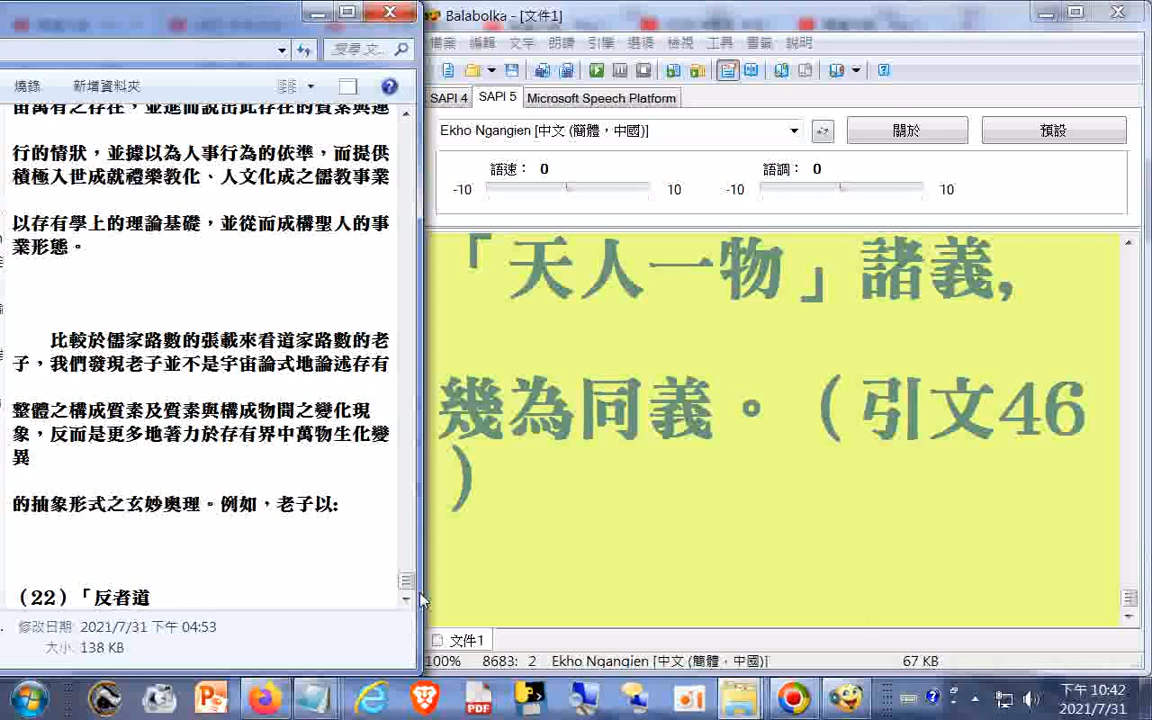 Balabolka - [文件1]
檔案 編輯 文字 朗讀 引擎 選項 檢視 工具 書籤 說明
搜尋 文...
燒錄 新增資料夾
SAPI 4 SAPI 5 Microsoft Speech Platform
Ekho Ngangien [中文 (簡體，中國)]
關於 預設
語速： 0
-10 10
語調： 0
-10 10
宙萬有之存在，並進而說出此存在的質素與運
行的情狀，並據以為人事行為的依準，而提供
積極入世成就禮樂教化、人文化成之儒教事業
以存有學上的理論基礎，並從而成構聖人的事
業形態。
比較於儒家路數的張載來看道家路數的老
子，我們發現老子並不是宇宙論式地論述存有
整體之構成質素及質素與構成物間之變化現
象，反而是更多地著力於存有界中萬物生化變
異
的抽象形式之玄妙奧理。例如，老子以:
（22）「反者道
修改日期: 2021/7/31 下午 04:53
大小: 138 KB
「天人一物」諸義,
幾為同義。（引文46
）
文件1
100% 8683: 2 Ekho Ngangien [中文 (簡體，中國)] 67 KB
PDF
下午 10:42
2021/7/31